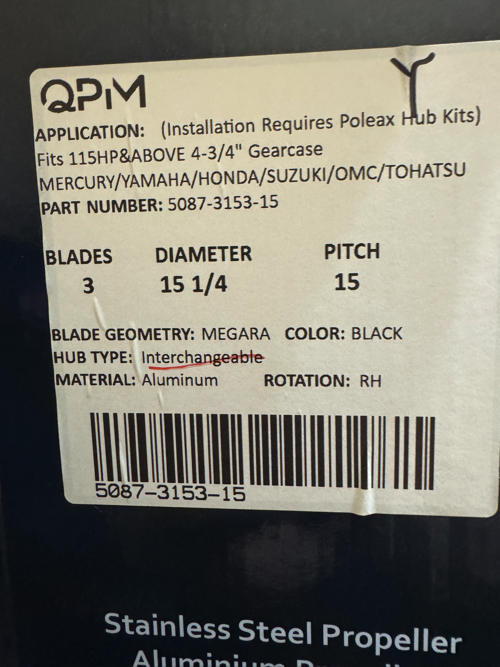 QPM
Y
APPLICATION: (Installation Requires Poleax Hub Kits)
Fits 115HP&ABOVE 4-3/4" Gearcase
MERCURY/YAMAHA/HONDA/SUZUKI/OMC/TOHATSU
PART NUMBER: 5087-3153-15
BLADES DIAMETER PITCH
3 15 1/4 15
BLADE GEOMETRY: MEGARA COLOR: BLACK
HUB TYPE: Interchangeable
MATERIAL: Aluminum ROTATION: RH
5087-3153-15
Stainless Steel Propeller
Aluminium